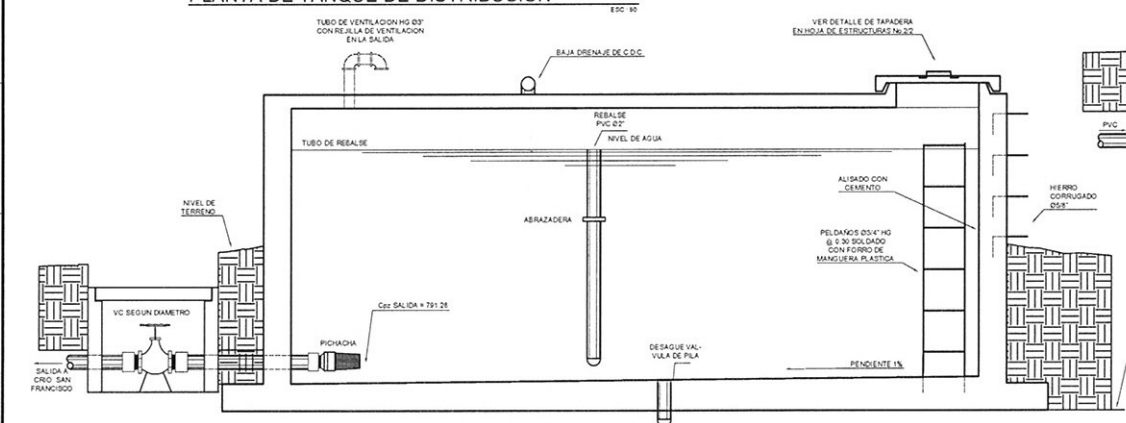 PLANTA DE TANQUE DE DISTRIBUCION
TUBO DE VENTILACION HG Ø3"
CON REJILLA DE VENTILACION
EN LA SALIDA
BAJA DRENAJE DE C.D.C.
VER DETALLE DE TAPADERA
EN HOJA DE ESTRUCTURAS No.2/2
REBALSE
PVC Ø2"
TUBO DE REBALSE
NIVEL DE AGUA
PVC
ALISADO CON
CEMENTO
HIERRO
CORRUGADO
Ø5/8"
NIVEL DE
TERRENO
ABRAZADERA
PELDAÑOS Ø3/4" HG
@ 0.30 SOLDADO
CON FORRO DE
MANGUERA PLASTICA
VC SEGUN DIAMETRO
Cpz SALIDA = 791.26
PICHACHA
DESAGUE VAL-
VULA DE PILA
PENDIENTE 1%
SALIDA A
CRIO SAN
FRANCISCO